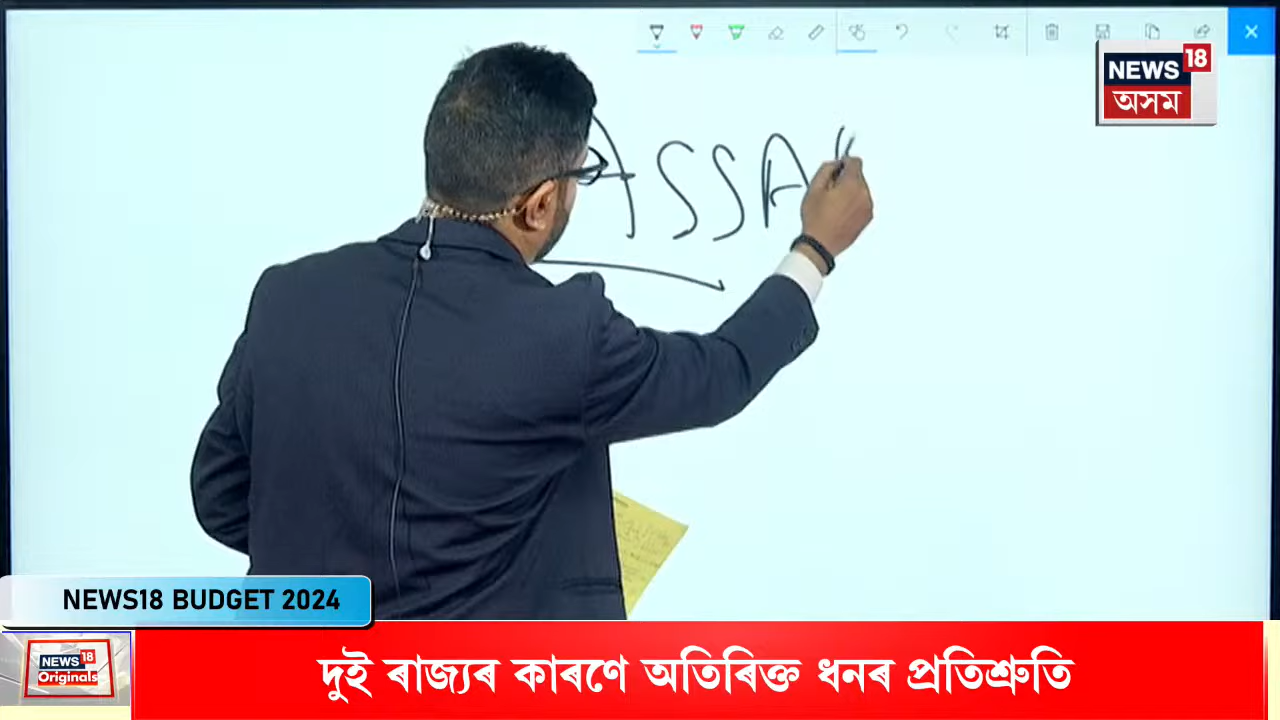 NEWS18
অসম
ASSA
NEWS18 BUDGET 2024
NEWS18
Originals
দুই ৰাজ্যৰ কাৰণে অতিৰিক্ত ধনৰ প্ৰতিশ্ৰুতি